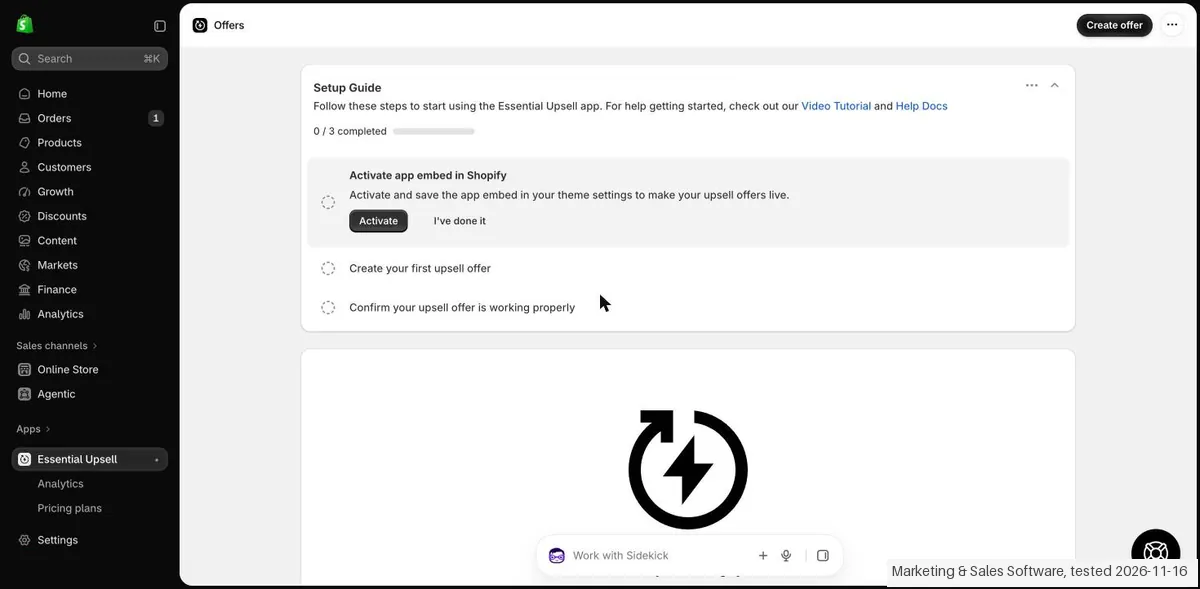 Offers
Create offer
Search
⌘K
Home
Orders
1
Products
Customers
Growth
Discounts
Content
Markets
Finance
Analytics
Sales channels
Online Store
Agentic
Apps
Essential Upsell
Analytics
Pricing plans
Settings
Setup Guide
Follow these steps to start using the Essential Upsell app. For help getting started, check out our Video Tutorial and Help Docs
0 / 3 completed
Activate app embed in Shopify
Activate and save the app embed in your theme settings to make your upsell offers live.
Activate
I've done it
Create your first upsell offer
Confirm your upsell offer is working properly
Work with Sidekick
Marketing & Sales Software, tested 2026-11-16